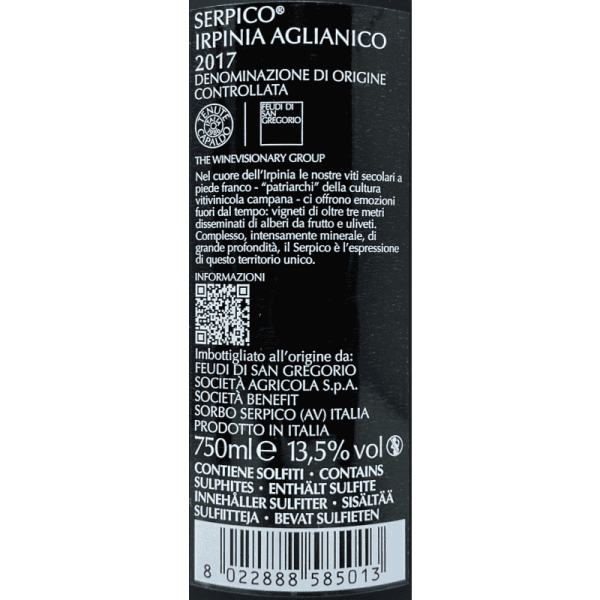 SERPICO®
IRPINIA AGLIANICO
2017
DENOMINAZIONE DI ORIGINE
CONTROLLATA
TENUTE
CAPALDO
FEUDI DI
SAN
GREGORIO
THE WINEVISIONARY GROUP
Nel cuore dell'Irpinia le nostre viti secolari a
piede franco - "patriarchi" della cultura
vitivinicola campana - ci offrono emozioni
fuori dal tempo: vigneti di oltre tre metri
disseminati di alberi da frutto e uliveti.
Complesso, intensamente minerale, di
grande profondità, il Serpico è l'espressione
di questo territorio unico.
INFORMAZIONI
Imbottigliato all'origine da:
FEUDI DI SAN GREGORIO
SOCIETÀ AGRICOLA S.p.A.
SOCIETÀ BENEFIT
SORBO SERPICO (AV) ITALIA
PRODOTTO IN ITALIA
750ml e 13,5% vol
CONTIENE SOLFITI • CONTAINS
SULPHITES • ENTHÄLT SULFITE
INNEHÅLLER SULFITER • SISÄLTÄÄ
SULFIITTEJA • BEVAT SULFIETEN
8 022888 585013